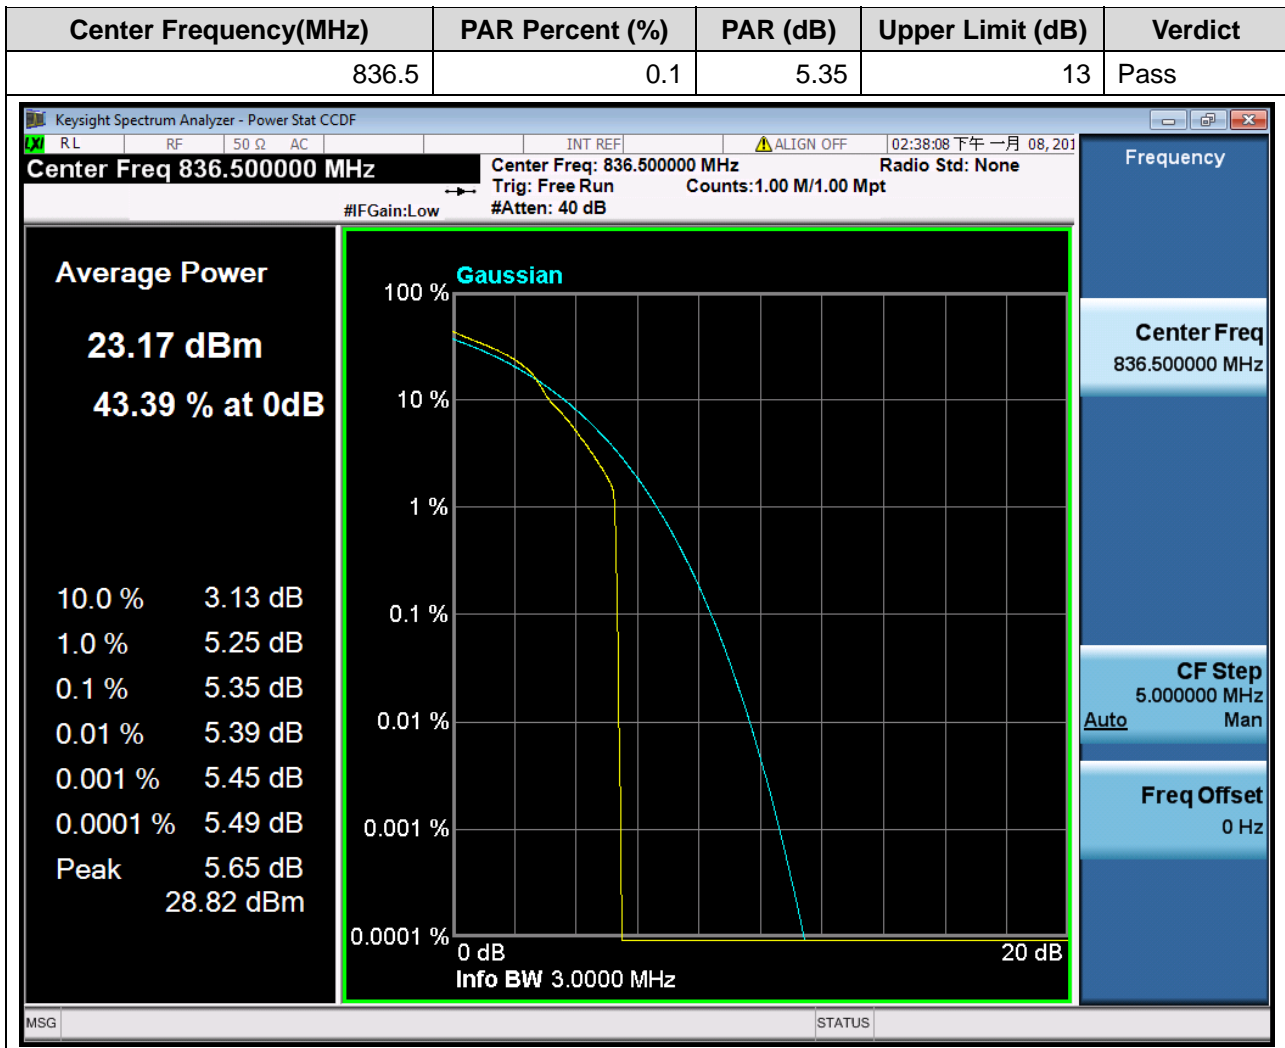 Center Frequency(MHz) PAR Percent (%) PAR (dB) Upper Limit (dB) Verdict
836.5 0.1 5.35 13 Pass
Keysight Spectrum Analyzer - Power Stat CCDF
LXI RL RF 50 Ω AC INT REF ALIGN OFF 02:38:08 下午 一月 08, 201
Center Freq 836.500000 MHz
Center Freq: 836.500000 MHz Radio Std: None
Trig: Free Run Counts:1.00 M/1.00 Mpt
#IFGain:Low #Atten: 40 dB
Average Power
23.17 dBm
43.39 % at 0dB
10.0 % 3.13 dB
1.0 % 5.25 dB
0.1 % 5.35 dB
0.01 % 5.39 dB
0.001 % 5.45 dB
0.0001 % 5.49 dB
Peak 5.65 dB
28.82 dBm
Gaussian
100 %
10 %
1 %
0.1 %
0.01 %
0.001 %
0.0001 %
0 dB 20 dB
Info BW 3.0000 MHz
Frequency
Center Freq
836.500000 MHz
CF Step
5.000000 MHz
Auto Man
Freq Offset
0 Hz
MSG STATUS